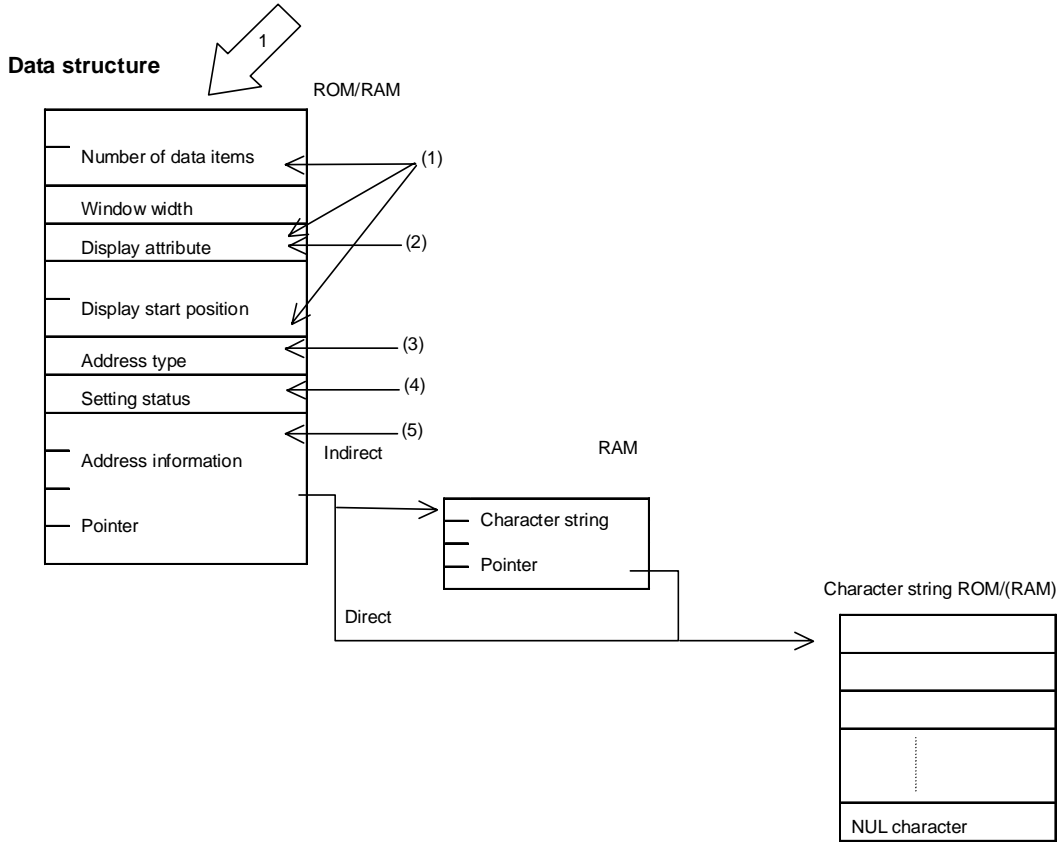 1
Data structure
ROM/RAM
Number of data items
(1)
Window width
Display attribute
(2)
Display start position
Address type
(3)
Setting status
(4)
(5)
Address information
Indirect
RAM
Pointer
Character string
Pointer
Direct
Character string ROM/(RAM)
NUL character